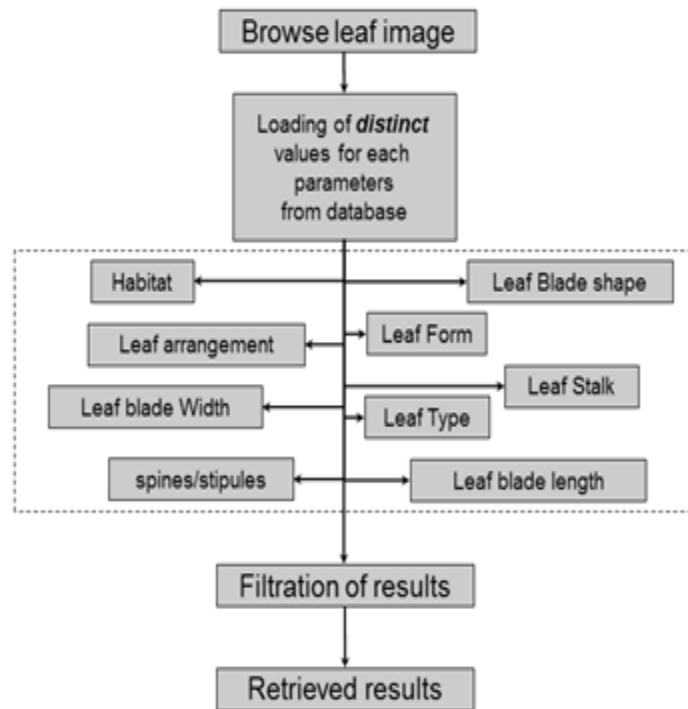 Browse leaf image
Loading of distinct
values for each
parameters
from database
Habitat
Leaf Blade shape
Leaf Form
Leaf arrangement
Leaf Stalk
Leaf blade Width
Leaf Type
spines/stipules
Leaf blade length
Filtration of results
Retrieved results